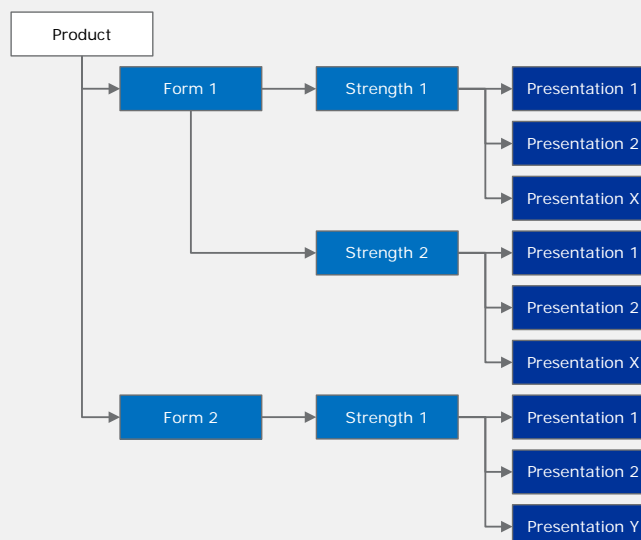 Product
Form 1
Strength 1
Presentation 1
Presentation 2
Presentation X
Strength 2
Presentation 1
Presentation 2
Presentation X
Form 2
Strength 1
Presentation 1
Presentation 2
Presentation Y